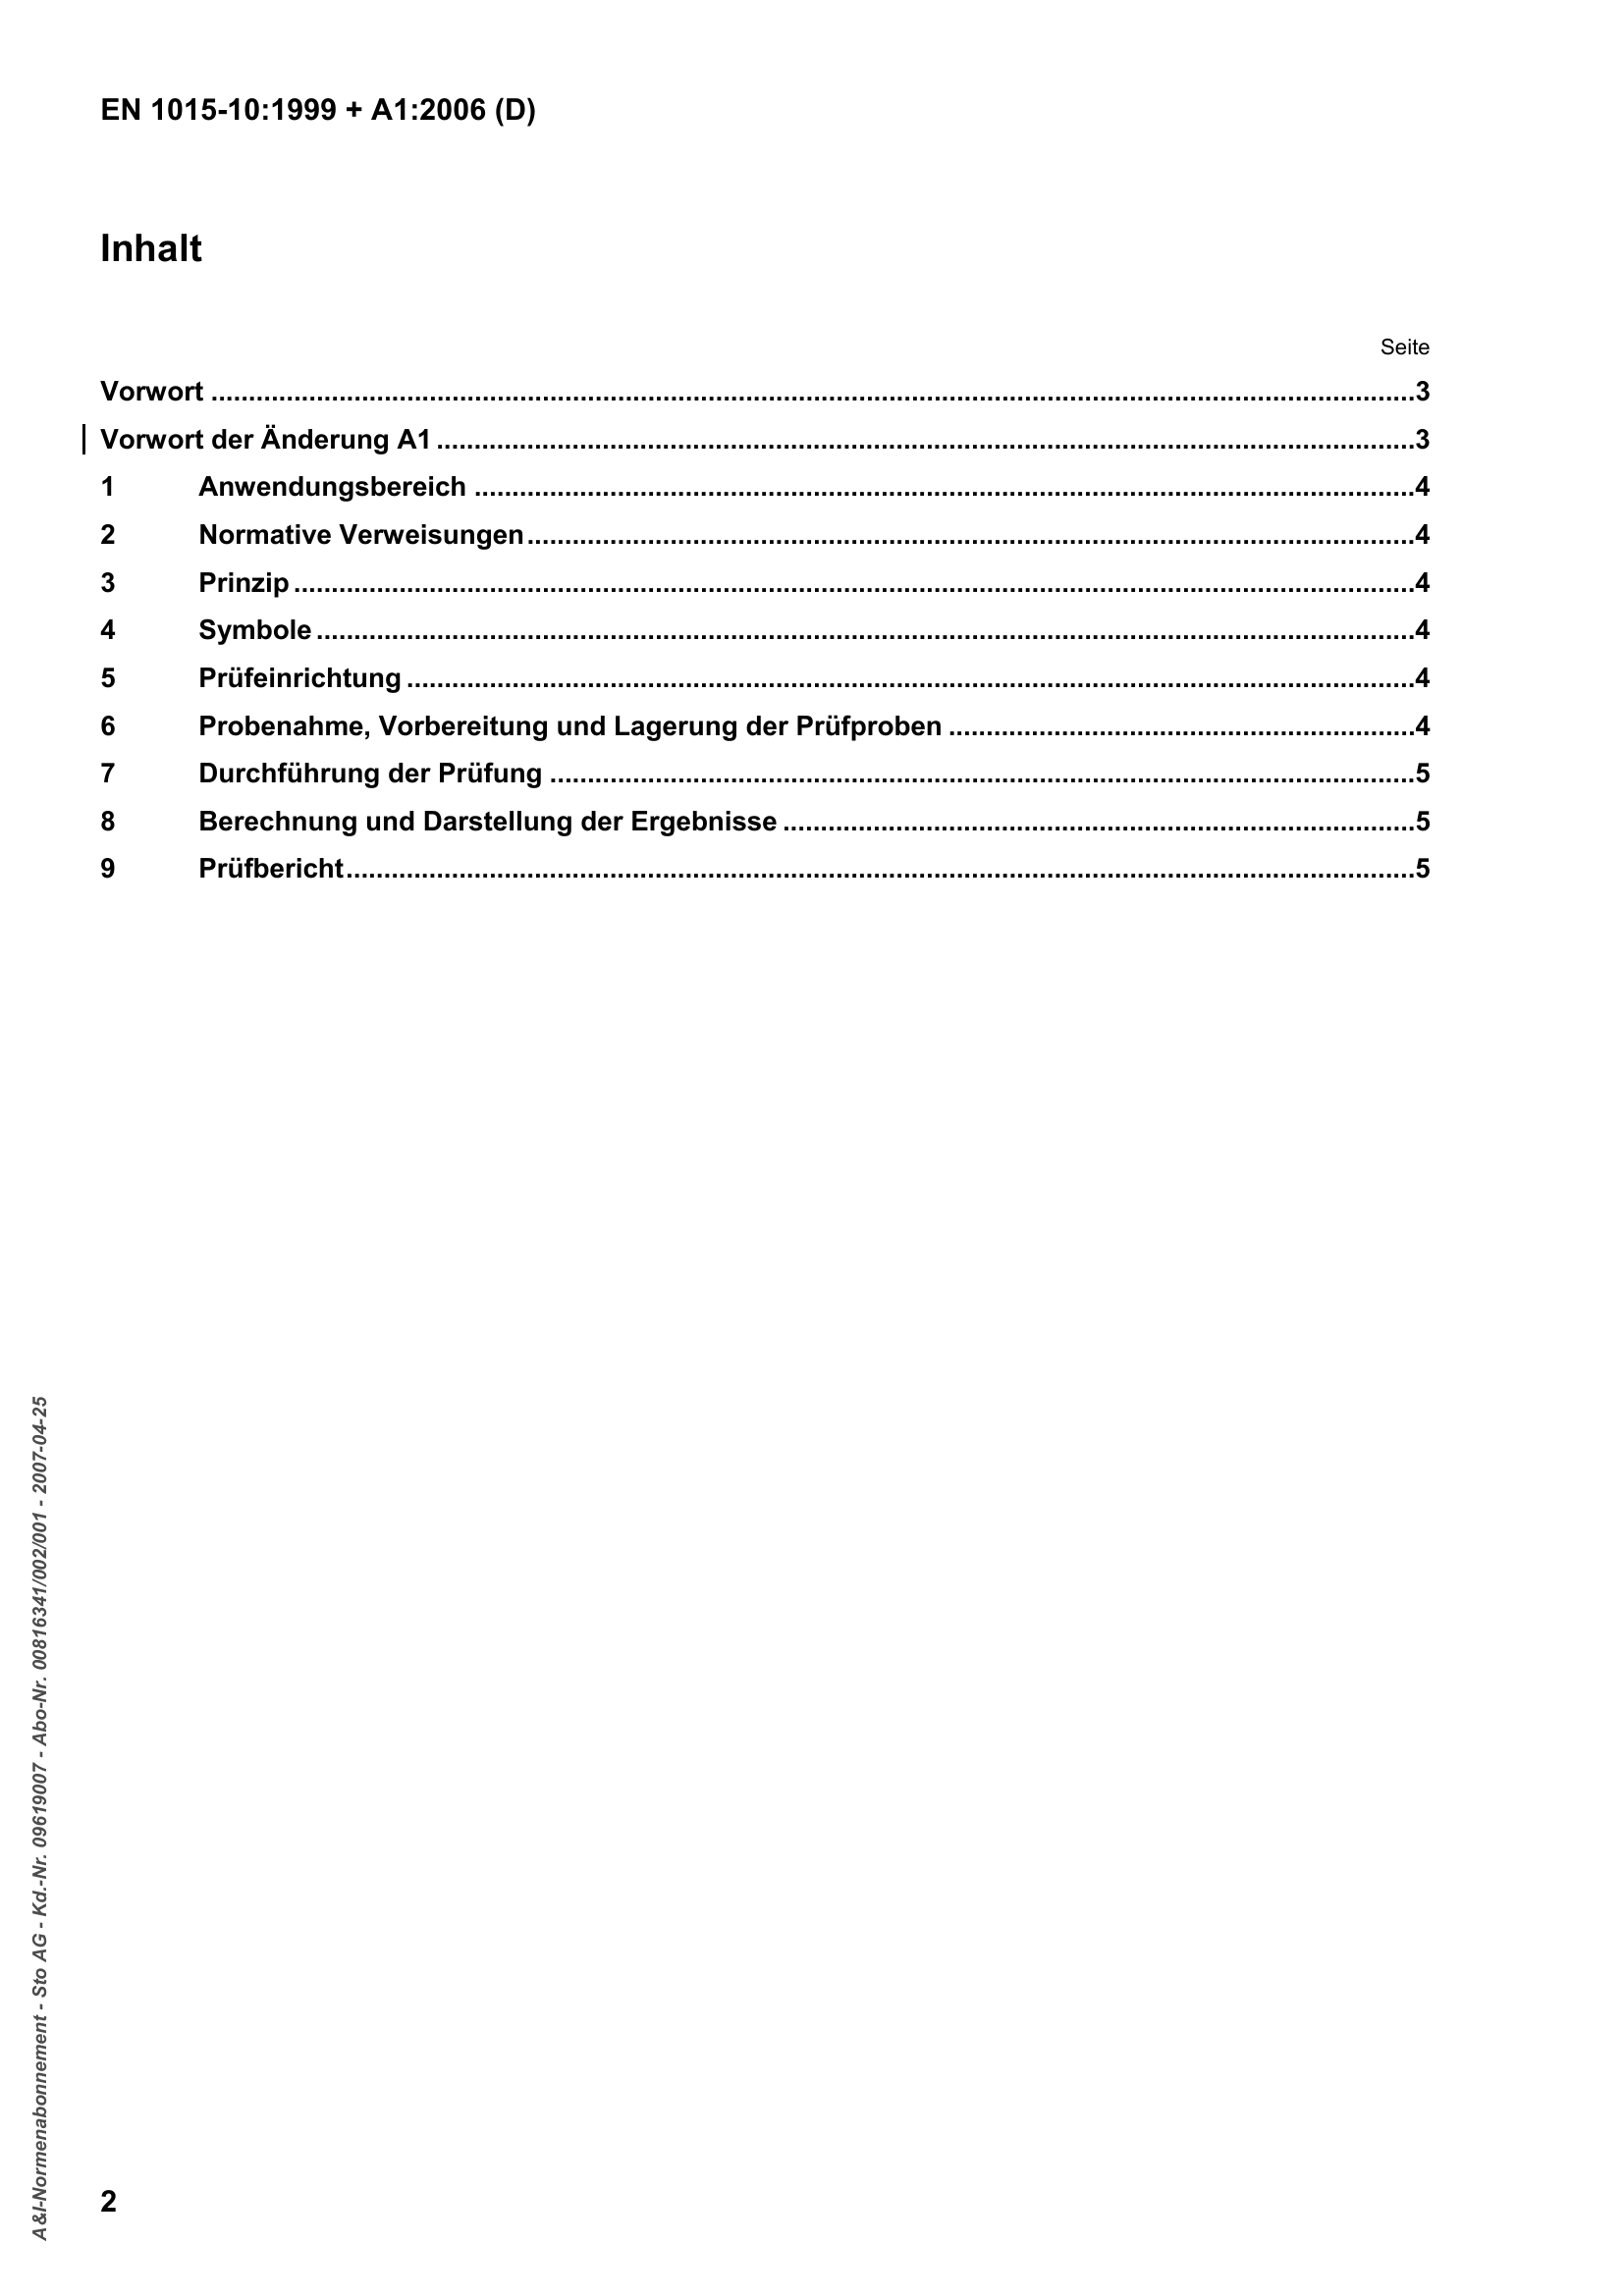 EN 1015-10:1999 + A1:2006 (D)
Inhalt
Seite
Vorwort ..........3
Vorwort der Änderung A1 ..........3
1 Anwendungsbereich ..........4
2 Normative Verweisungen ..........4
3 Prinzip ..........4
4 Symbole ..........4
5 Prüfeinrichtung ..........4
6 Probenahme, Vorbereitung und Lagerung der Prüfproben ..........4
7 Durchführung der Prüfung ..........5
8 Berechnung und Darstellung der Ergebnisse ..........5
9 Prüfbericht ..........5
A&I-Normenabonnement - Sto AG - Kd.-Nr. 09619007 - Abo-Nr. 00816341/002/001 - 2007-04-25
2